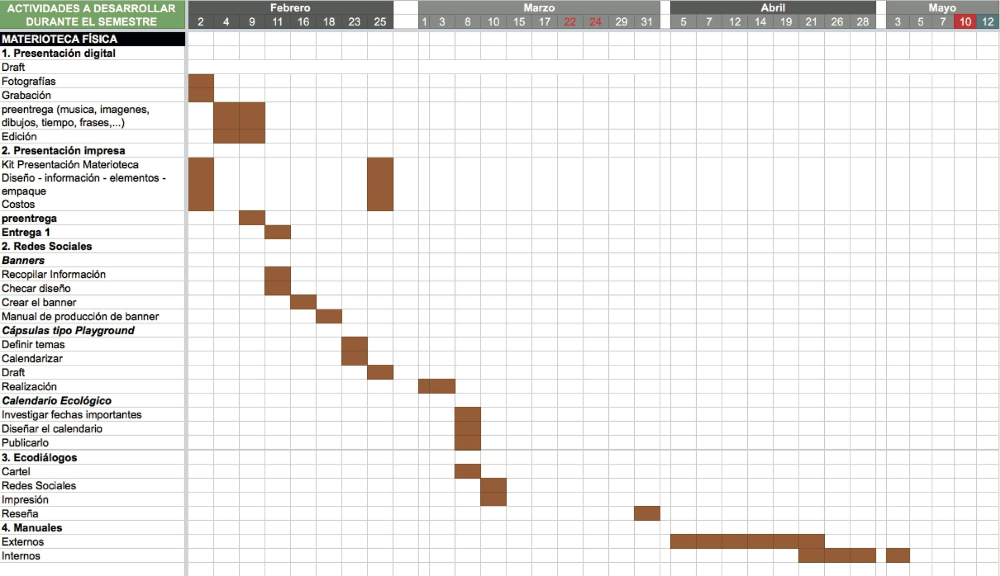 ACTIVIDADES A DESARROLLAR
DURANTE EL SEMESTRE
Febrero Marzo Abril Mayo
2 4 9 11 16 18 23 25 1 3 8 10 15 17 22 24 29 31 5 7 12 14 19 21 26 28 3 5 7 10 12
MATERIOTECA FÍSICA
1. Presentación digital
Draft
Fotografías
Grabación
preentrega (musica, imagenes,
dibujos, tiempo, frases,...)
Edición
2. Presentación impresa
Kit Presentación Materioteca
Diseño - información - elementos -
empaque
Costos
preentrega
Entrega 1
2. Redes Sociales
Banners
Recopilar Información
Checar diseño
Crear el banner
Manual de producción de banner
Cápsulas tipo Playground
Definir temas
Calendarizar
Draft
Realización
Calendario Ecológico
Investigar fechas importantes
Diseñar el calendario
Publicarlo
3. Ecodiálogos
Cartel
Redes Sociales
Impresión
Reseña
4. Manuales
Externos
Internos